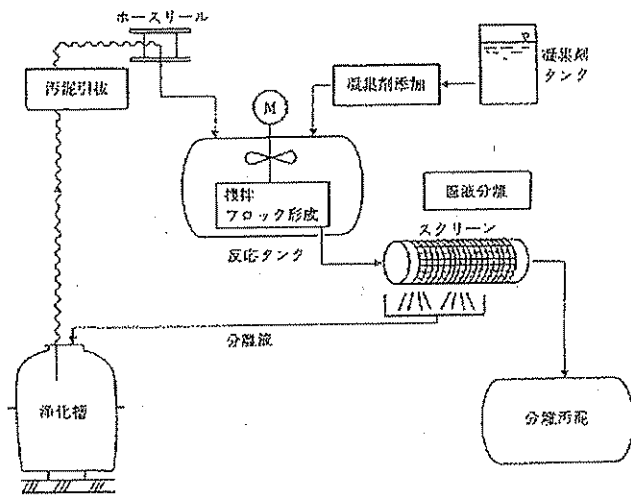 ホースリール
汚泥引抜
凝集剤添加
凝集剤
タンク
M
攪拌
フロック形成
反応タンク
固液分離
スクリーン
分離液
浄化槽
分離汚泥